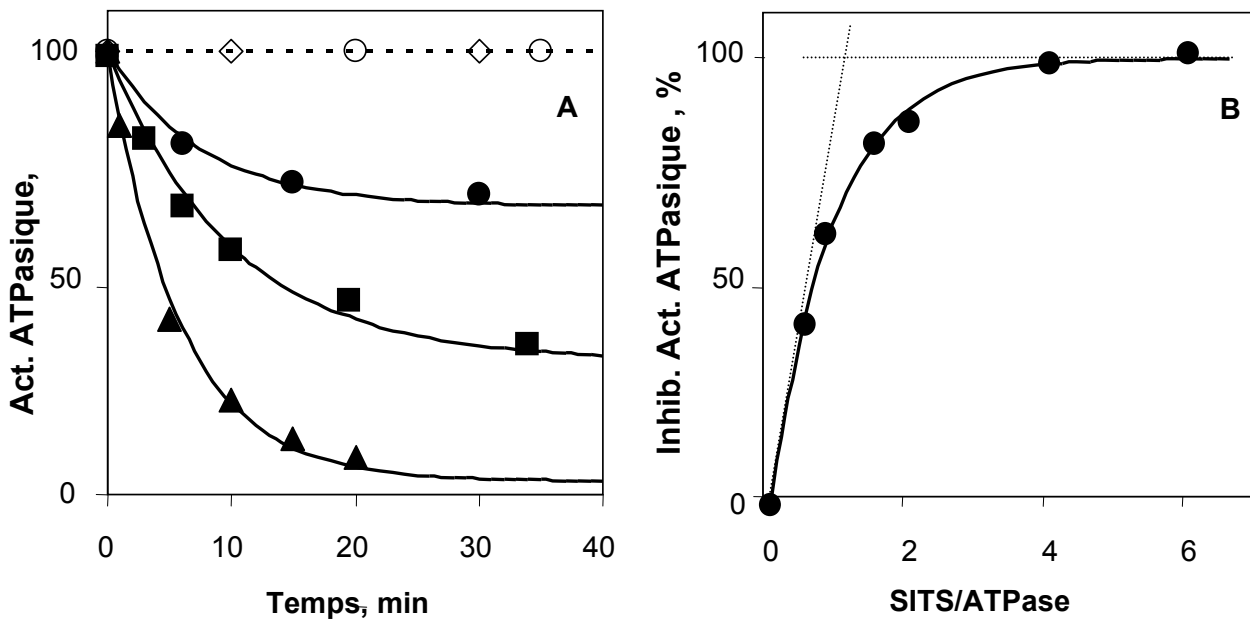 100
50
0
0
10
20
30
40
Act. ATPasique,
Temps, min
A
100
50
0
0
2
4
6
Inhib. Act. ATPasique , %
SITS/ATPase
B